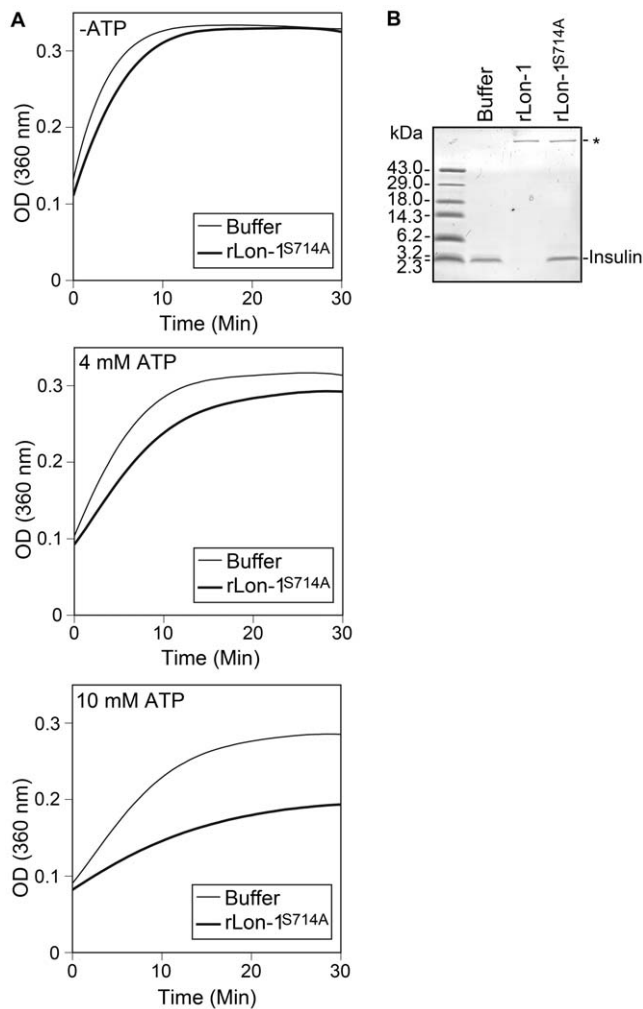 A
-ATP
0.3
0.2
0.1
0
OD (360 nm)
Buffer
rLon-1S714A
0
10
20
30
Time (Min)
4 mM ATP
0.3
0.2
0.1
0
OD (360 nm)
Buffer
rLon-1S714A
0
10
20
30
Time (Min)
10 mM ATP
0.3
0.2
0.1
0
OD (360 nm)
Buffer
rLon-1S714A
0
10
20
30
Time (Min)
B
Buffer
rLon-1
rLon-1S714A
kDa
*
43.0
29.0
18.0
14.3
6.2
3.2
2.3
-Insulin